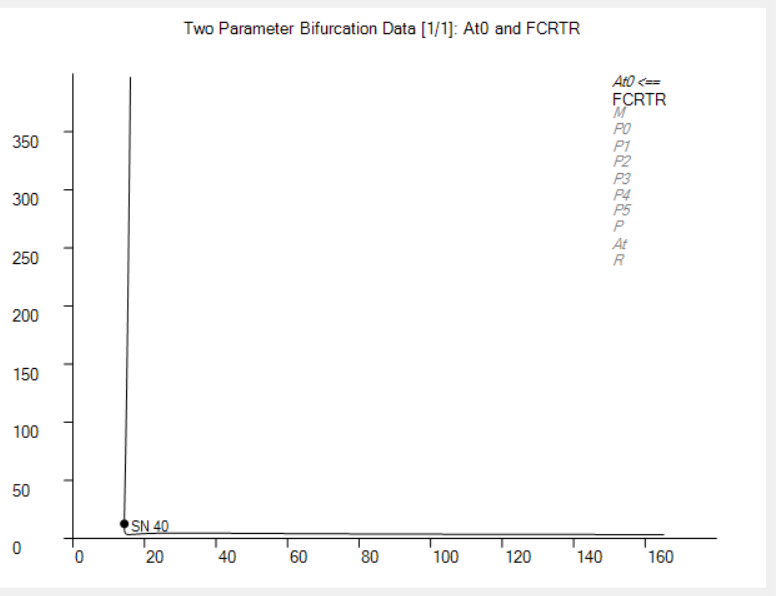 Two Parameter Bifurcation Data [1/1]: At0 and FCRTR
At0 <==
FCRTR
M
P0
P1
P2
P3
P4
P5
P
At
R
350
300
250
200
150
100
50
0
SN 40
0 20 40 60 80 100 120 140 160